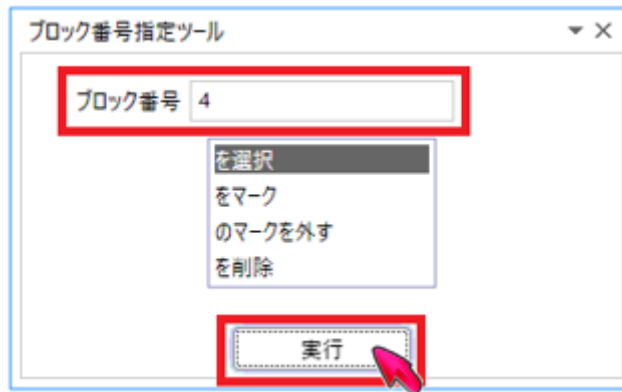 ブロック番号指定ツール
ブロック番号 4
を選択
をマーク
のマークを外す
を削除
実行